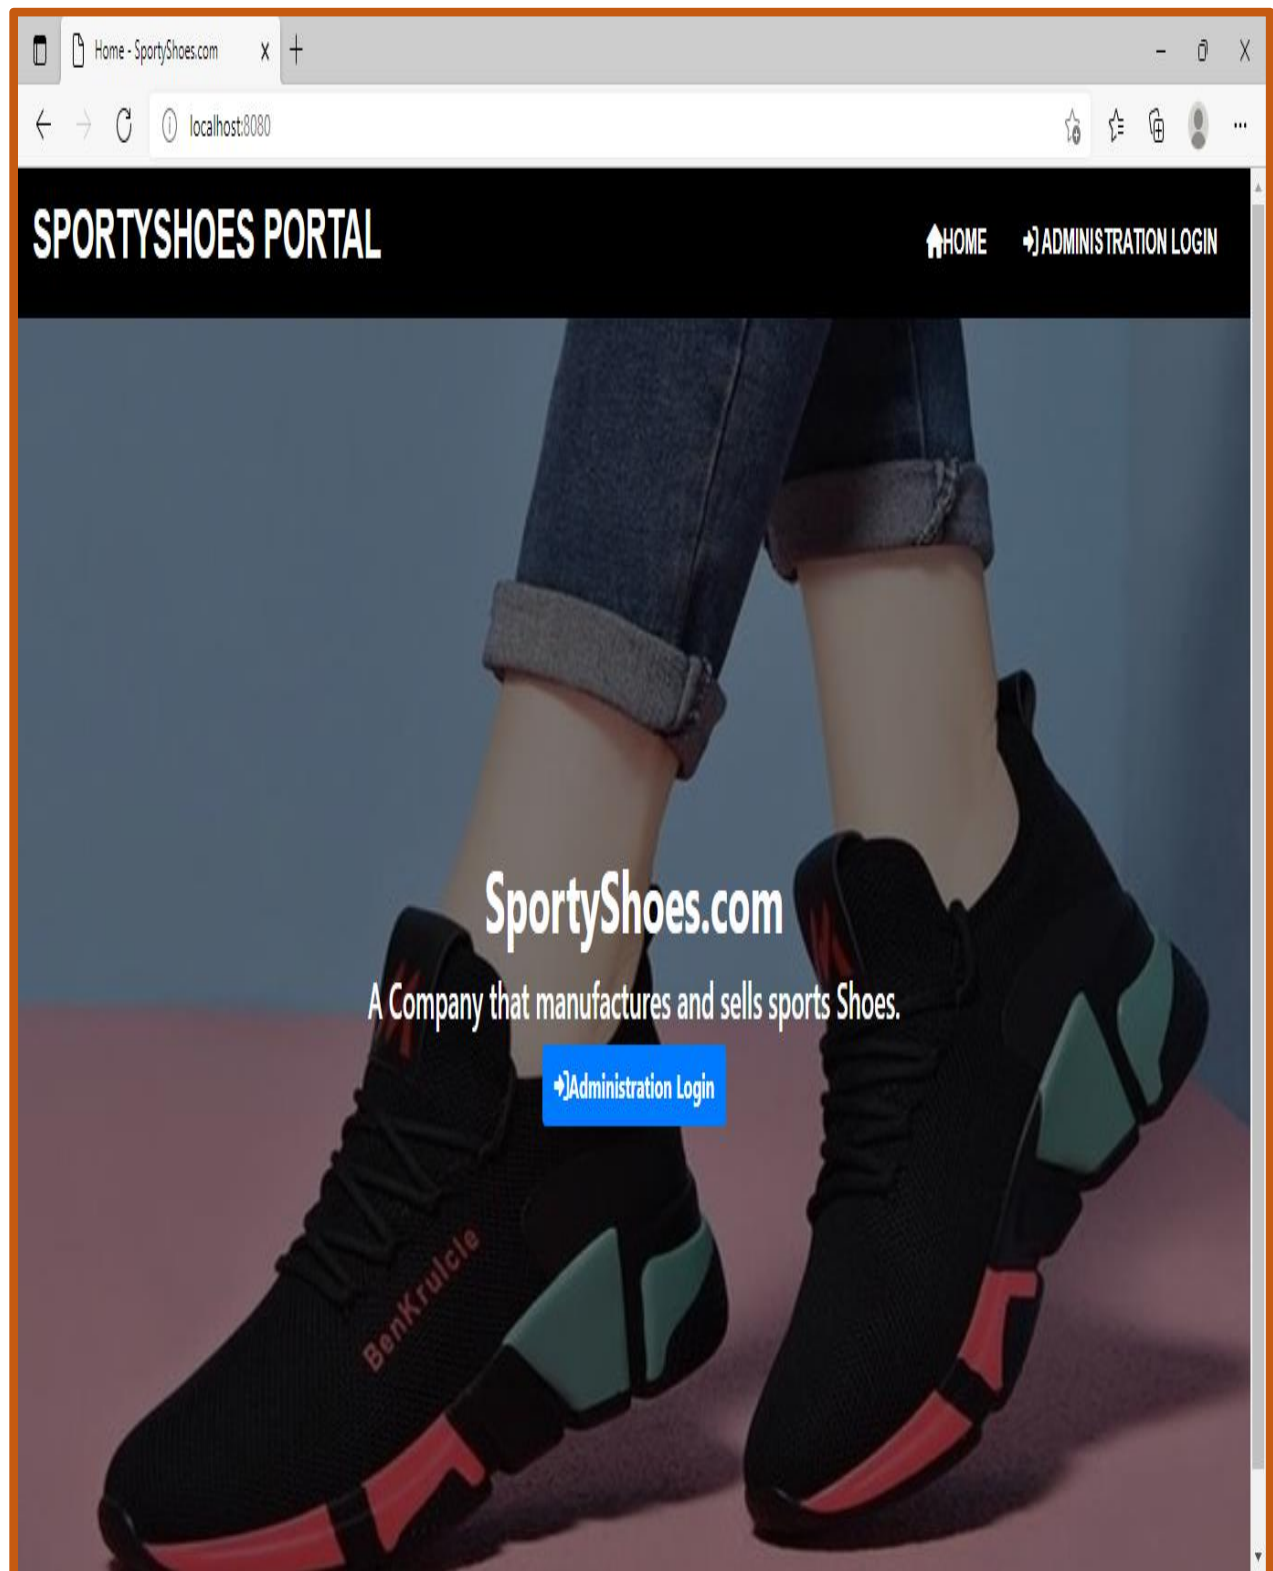 Home - SportyShoes.com
localhost:8080
SPORTYSHOES PORTAL
HOME
ADMINISTRATION LOGIN
SportyShoes.com
A Company that manufactures and sells sports Shoes.
Administration Login
BenKrulcle